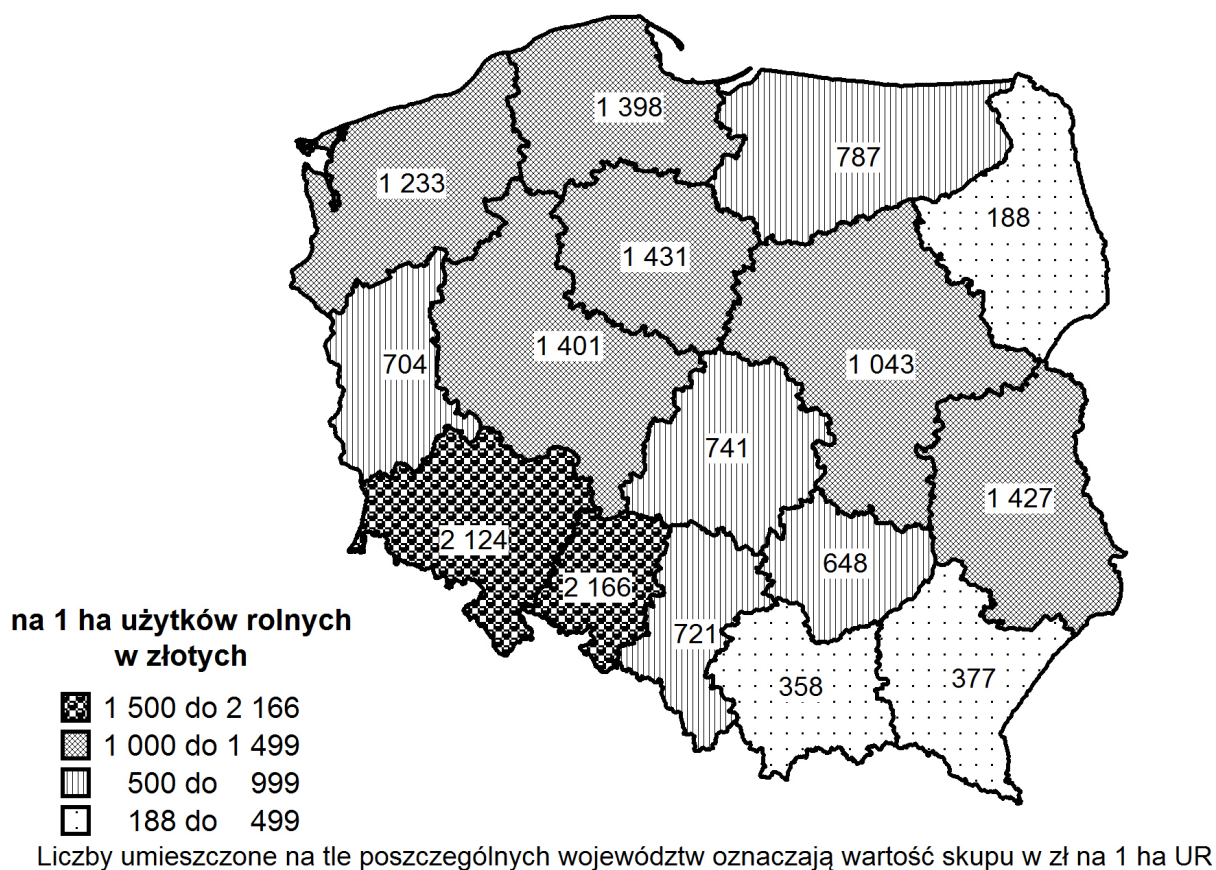 1 398
787
1 233
188
1 431
1 401
1 043
704
741
1 427
2 124
648
2 166
721
377
358
na 1 ha użytków rolnych
w złotych
1 500 do 2 166
1 000 do 1 499
500 do 999
188 do 499
Liczby umieszczone na tle poszczególnych województw oznaczają wartość skupu w zł na 1 ha UR